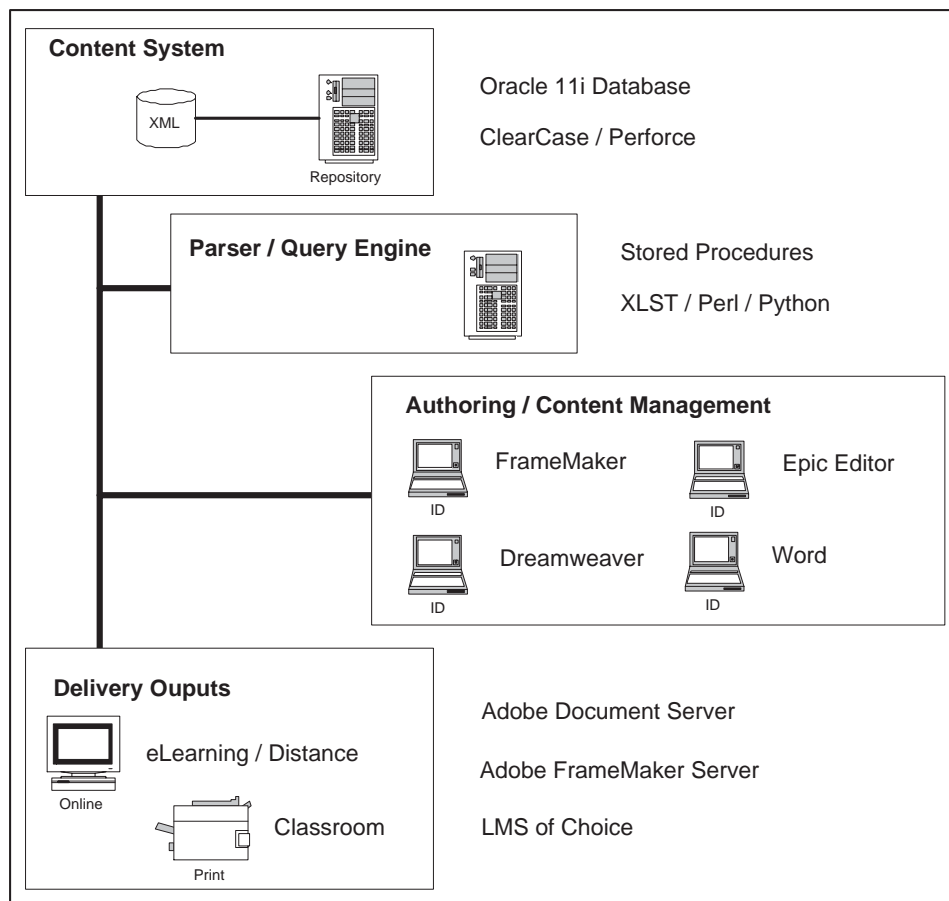 Content System
XML
Repository
Oracle 11i Database
ClearCase / Perforce
Parser / Query Engine
Stored Procedures
XLST / Perl / Python
Authoring / Content Management
FrameMaker
ID
Epic Editor
ID
Dreamweaver
ID
Word
ID
Delivery Ouputs
eLearning / Distance
Online
Classroom
Print
Adobe Document Server
Adobe FrameMaker Server
LMS of Choice